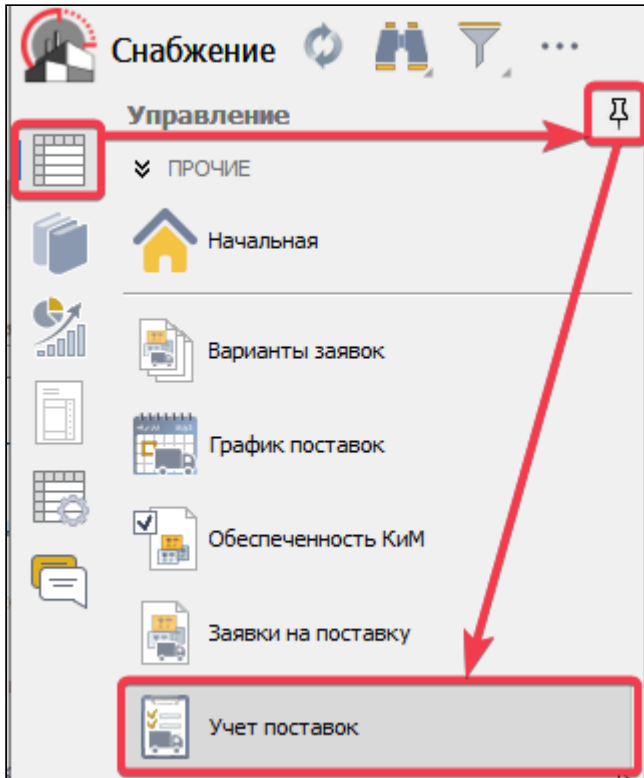 Снабжение
Управление
ПРОЧИЕ
Начальная
Варианты заявок
График поставок
Обеспеченность КиМ
Заявки на поставку
Учет поставок